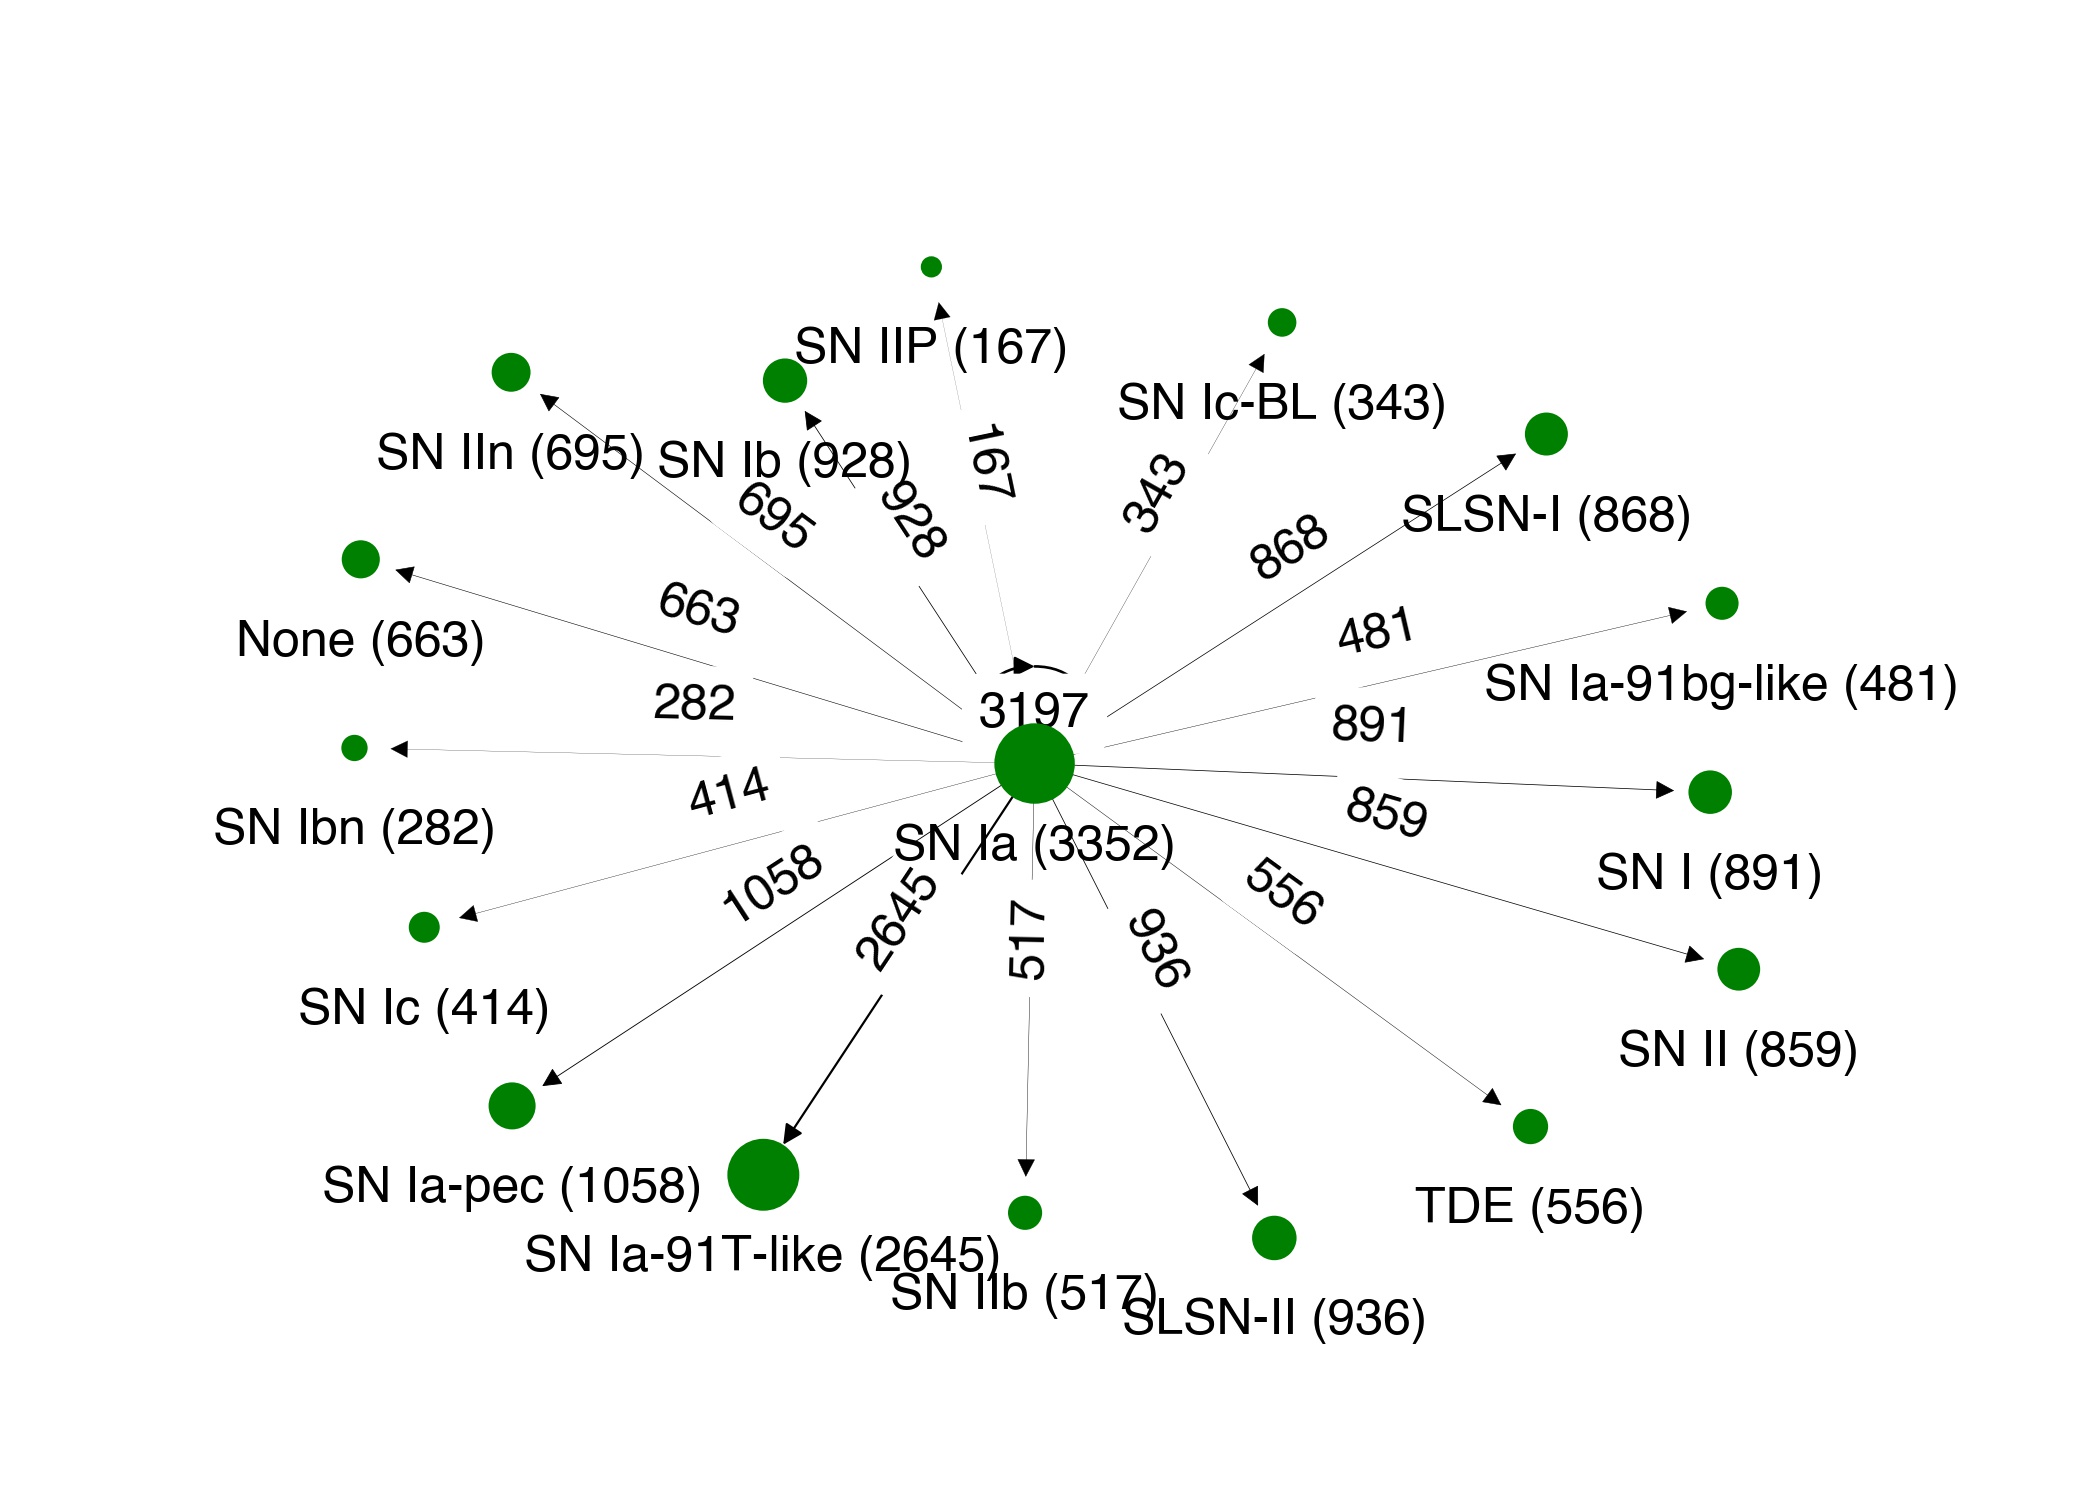 SN IIP (167)
SN Ic-BL (343)
SN IIn (695)
SN Ib (928)
167
343
SLSN-I (868)
695
928
868
663
481
None (663)
SN Ia-91bg-like (481)
282
3197
891
414
859
SN Ibn (282)
SN Ia (3352)
SN I (891)
1058
2645
517
936
556
SN Ic (414)
SN II (859)
SN Ia-pec (1058)
TDE (556)
SN Ia-91T-like (2645)
SN IIb (517)
SLSN-II (936)